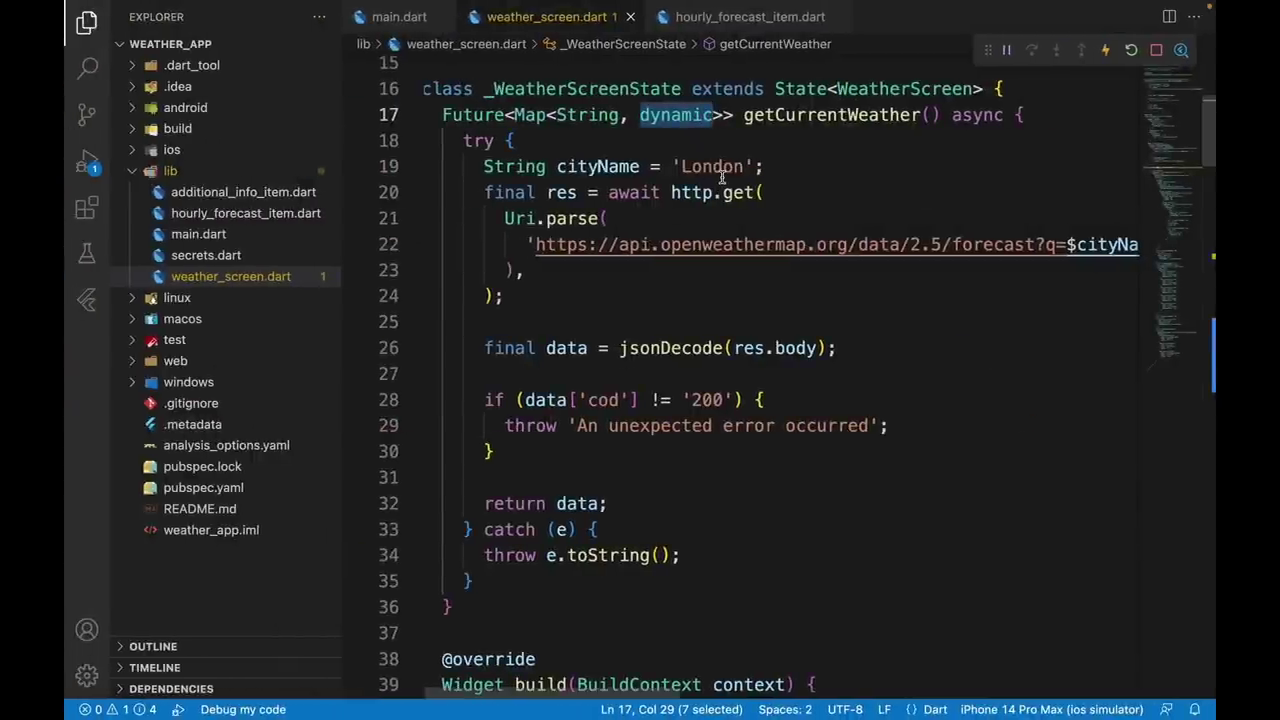 EXPLORER
main.dart
weather_screen.dart 1
hourly_forecast_item.dart
WEATHER_APP
lib > weather_screen.dart > _WeatherScreenState > getCurrentWeather
.dart_tool
.idea
android
build
ios
lib
additional_info_item.dart
hourly_forecast_item.dart
main.dart
secrets.dart
weather_screen.dart 1
linux
macos
test
web
windows
.gitignore
.metadata
analysis_options.yaml
pubspec.lock
pubspec.yaml
README.md
weather_app.iml
OUTLINE
TIMELINE
DEPENDENCIES
1
15
16 class _WeatherScreenState extends State<WeatherScreen> {
17 Future<Map<String, dynamic>> getCurrentWeather() async {
18 try {
19 String cityName = 'London';
20 final res = await http.get(
21 Uri.parse(
22 'https://api.openweathermap.org/data/2.5/forecast?q=$cityNa
23 ),
24 );
25
26 final data = jsonDecode(res.body);
27
28 if (data['cod'] != '200') {
29 throw 'An unexpected error occurred';
30 }
31
32 return data;
33 } catch (e) {
34 throw e.toString();
35 }
36 }
37
38 @override
39 Widget build(BuildContext context) {
0 1 4 Debug my code Ln 17, Col 29 (7 selected) Spaces: 2 UTF-8 LF {} Dart iPhone 14 Pro Max (ios simulator)